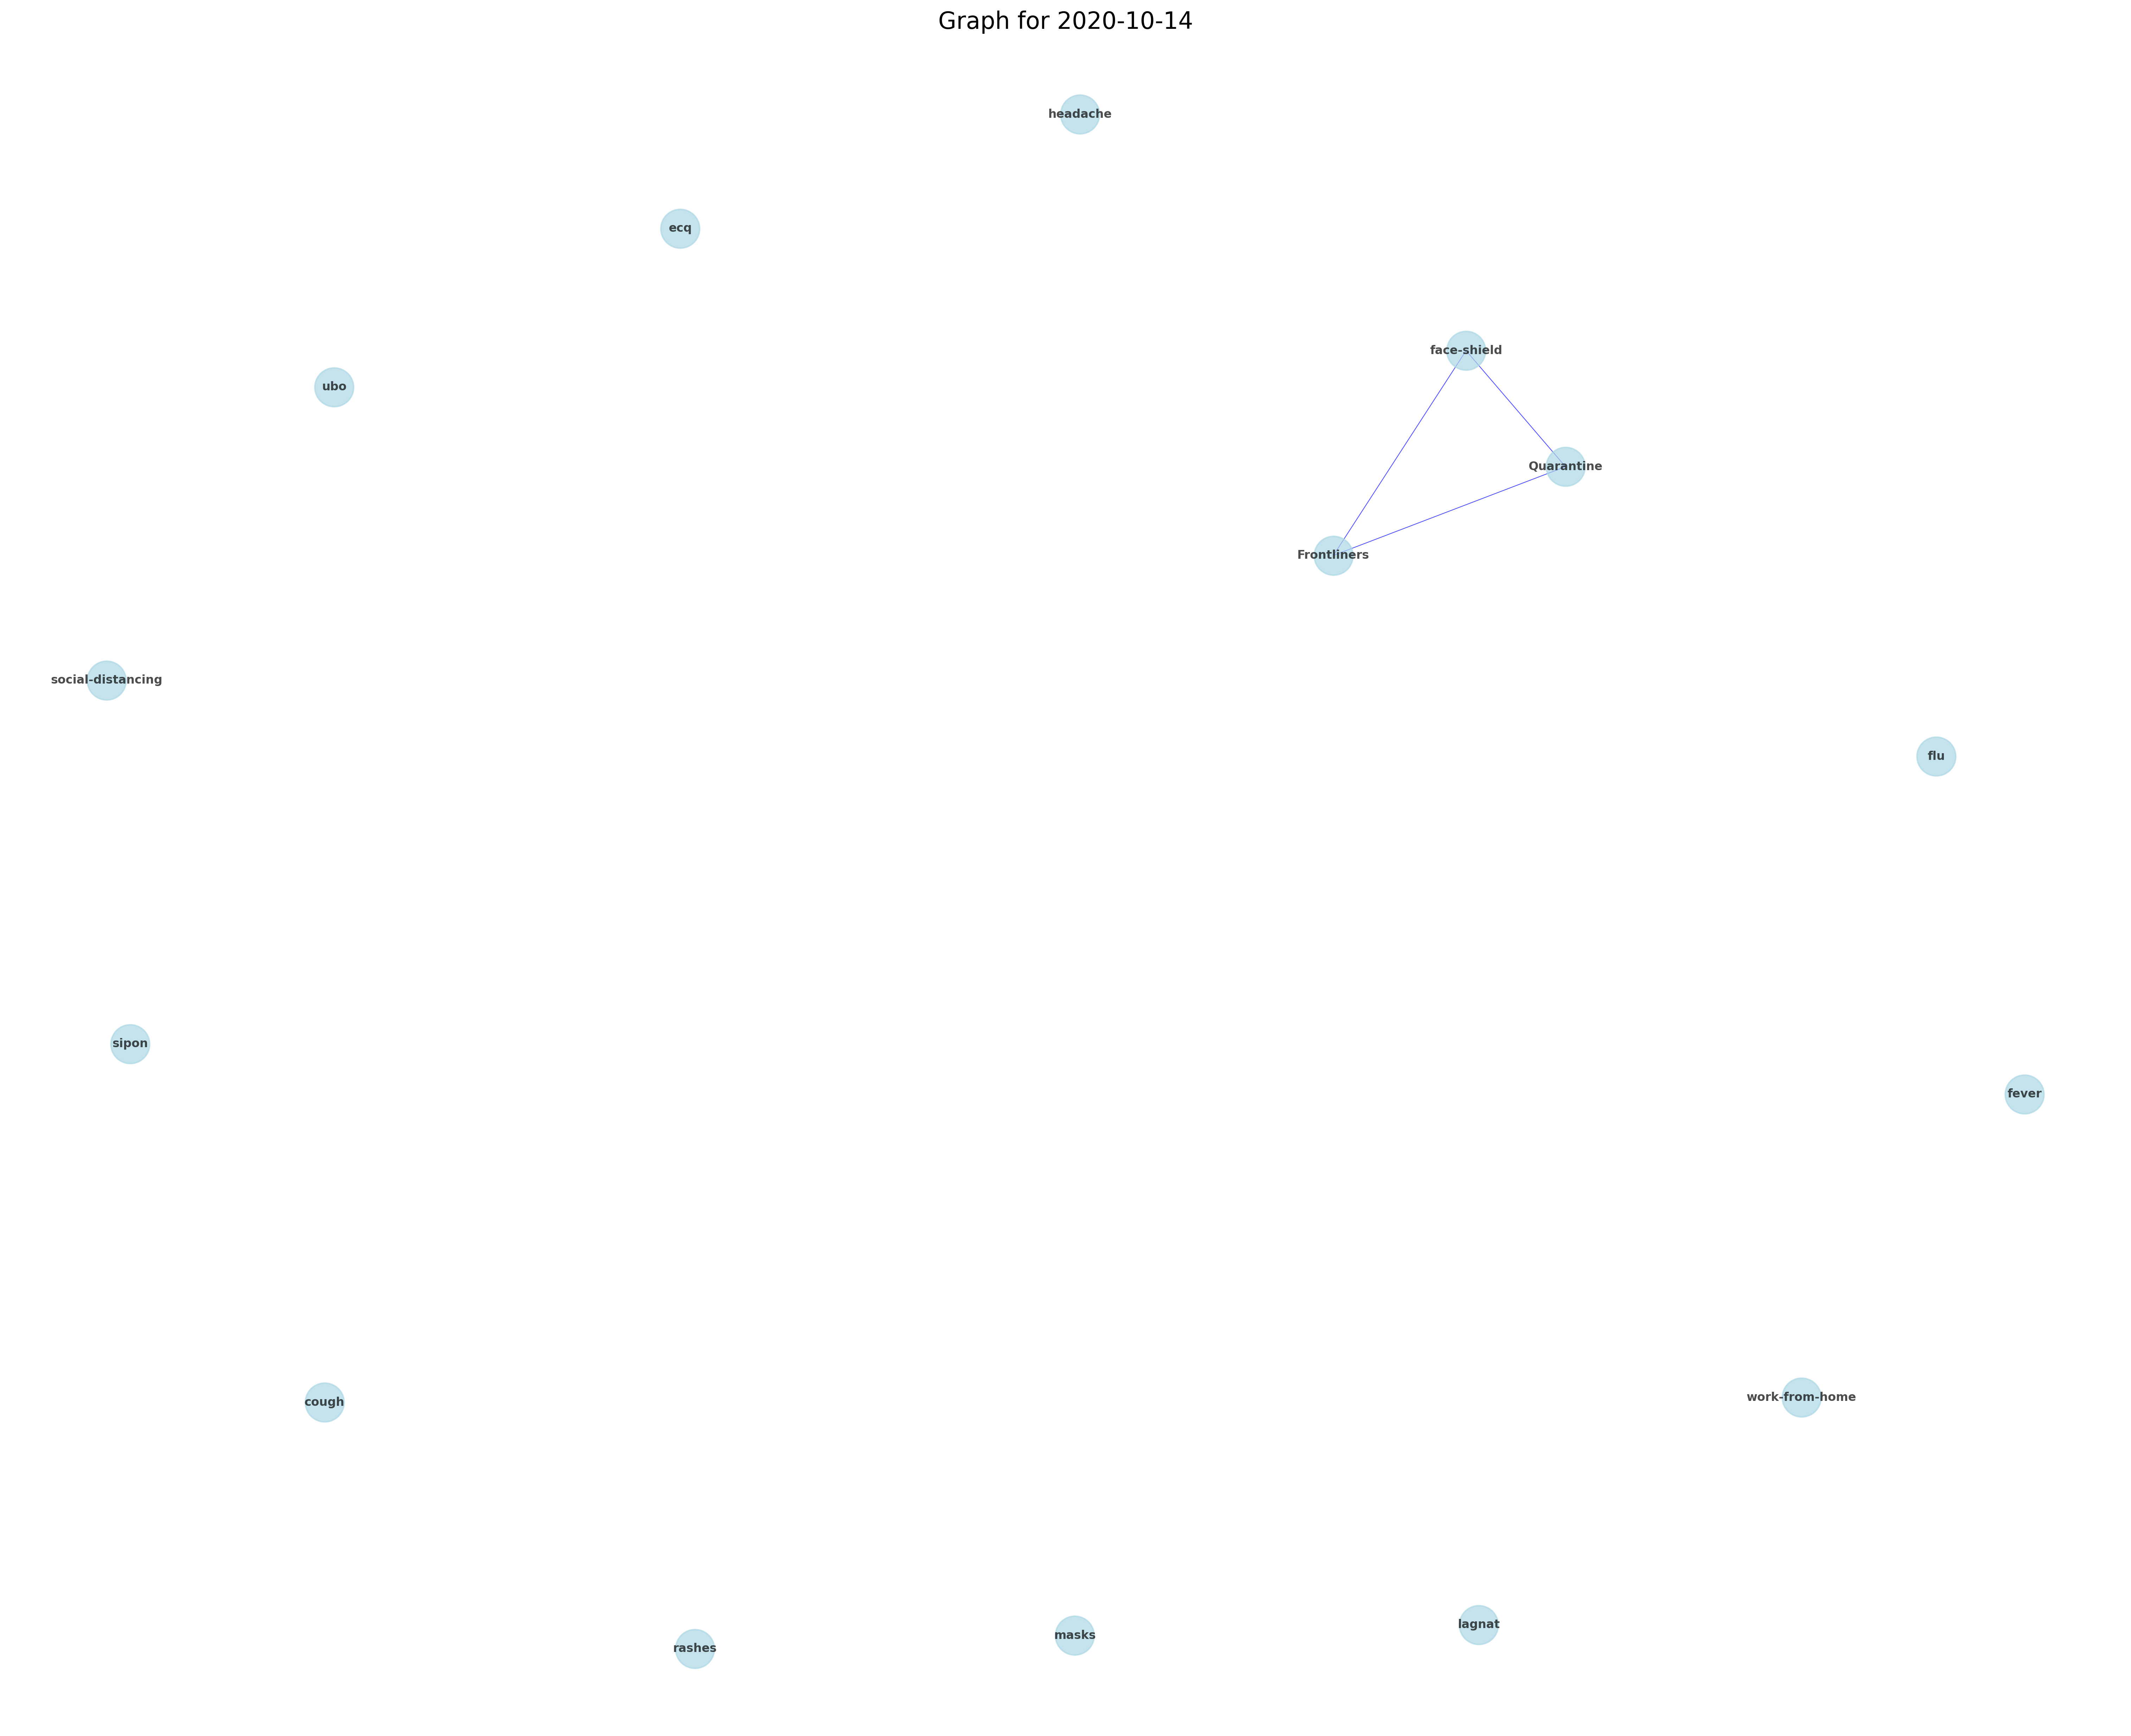 Graph for 2020-10-14
headache
ecq
face-shield
ubo
Quarantine
Frontliners
social-distancing
flu
sipon
fever
work-from-home
cough
lagnat
masks
rashes